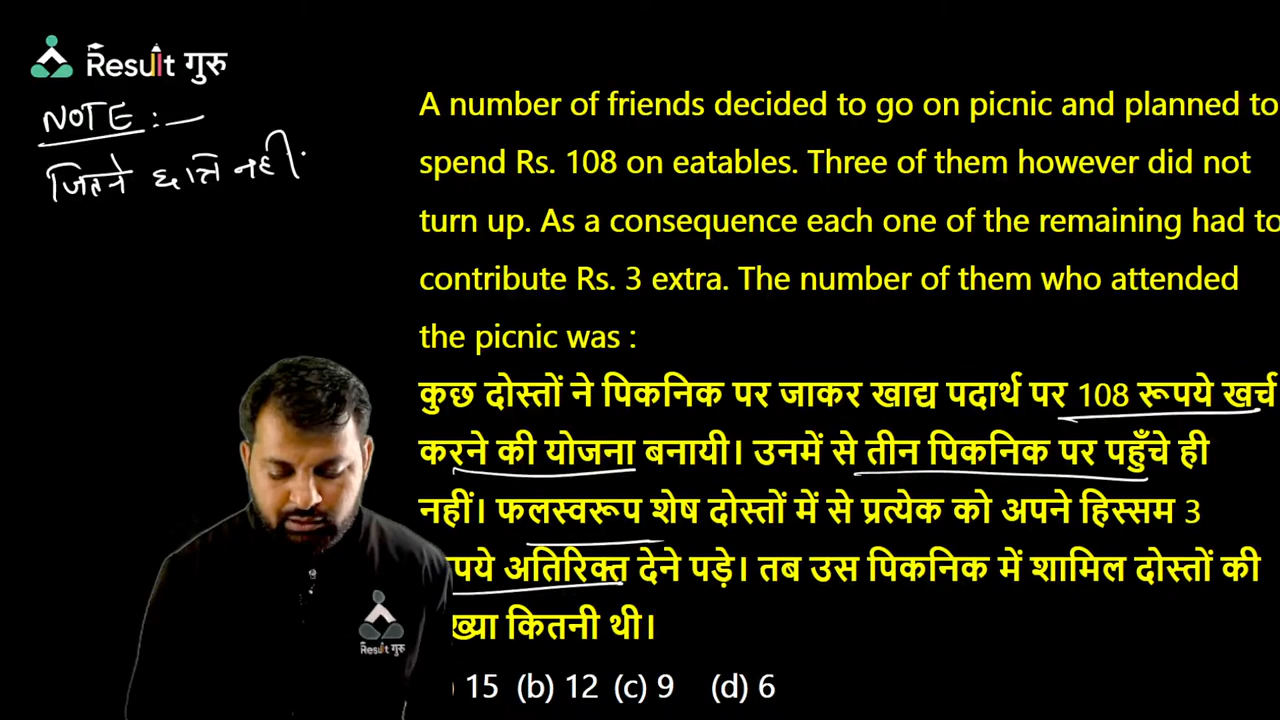 Result गुरु
NOTE :-
जितने छात्र नहीं
A number of friends decided to go on picnic and planned to
spend Rs. 108 on eatables. Three of them however did not
turn up. As a consequence each one of the remaining had to
contribute Rs. 3 extra. The number of them who attended
the picnic was :
कुछ दोस्तों ने पिकनिक पर जाकर खाद्य पदार्थ पर 108 रूपये खर्च
करने की योजना बनायी। उनमें से तीन पिकनिक पर पहुँचे ही
नहीं। फलस्वरूप शेष दोस्तों में से प्रत्येक को अपने हिस्सम 3
पये अतिरिक्त देने पड़े। तब उस पिकनिक में शामिल दोस्तों की
ख्या कितनी थी।
) 15 (b) 12 (c) 9 (d) 6
Result गुरु